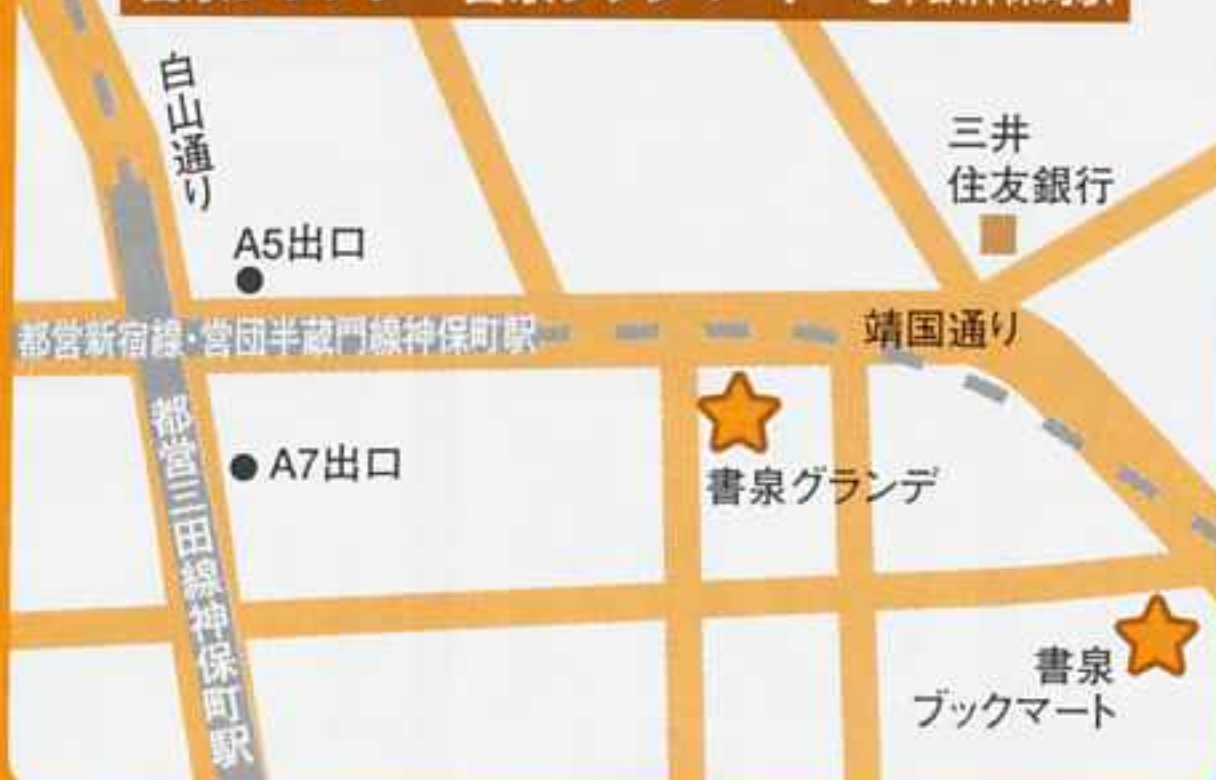 白山通り
三井
住友銀行
A5出口
都営新宿線・営団半蔵門線神保町駅
靖国通り
都営三田線神保町駅
A7出口
書泉グランデ
書泉
ブックマート